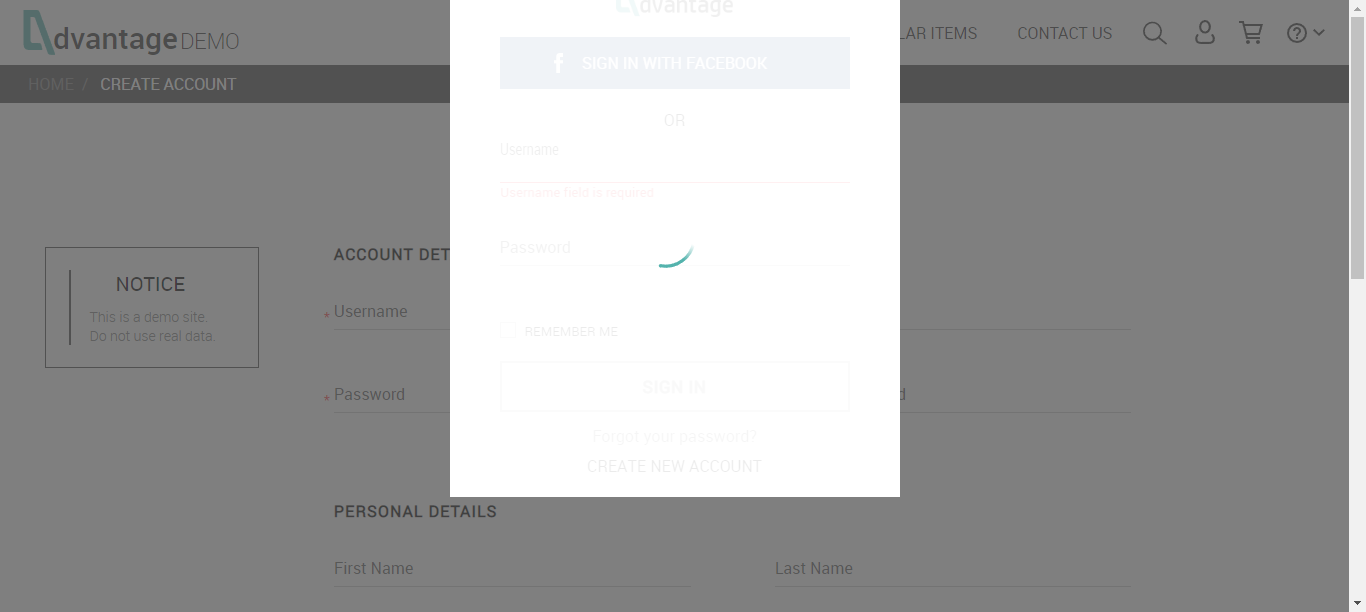 dvantage DEMO
dvantage
LAR ITEMS
CONTACT US
HOME / CREATE ACCOUNT
SIGN IN WITH FACEBOOK
OR
Username
Username field is required
Password
REMEMBER ME
SIGN IN
Forgot your password?
CREATE NEW ACCOUNT
NOTICE
This is a demo site.
Do not use real data.
ACCOUNT DET
Username
Password
d
PERSONAL DETAILS
First Name
Last Name